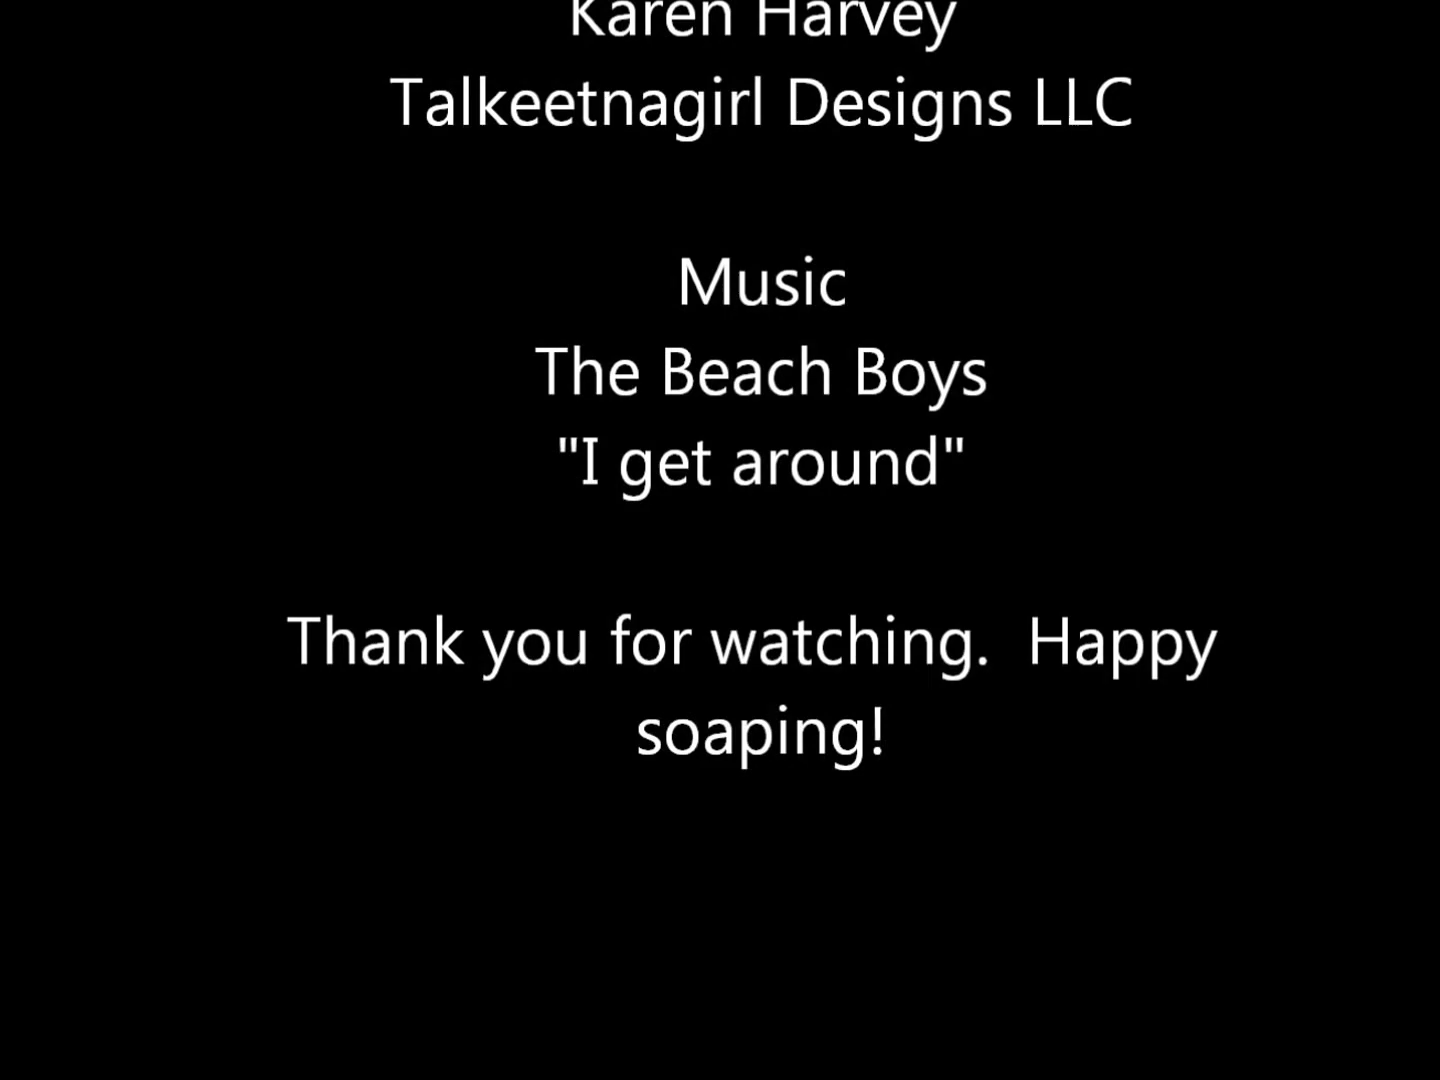 Karen Harvey
Talkeetnagirl Designs LLC
Music
The Beach Boys
"I get around"
Thank you for watching.  Happy
soaping!